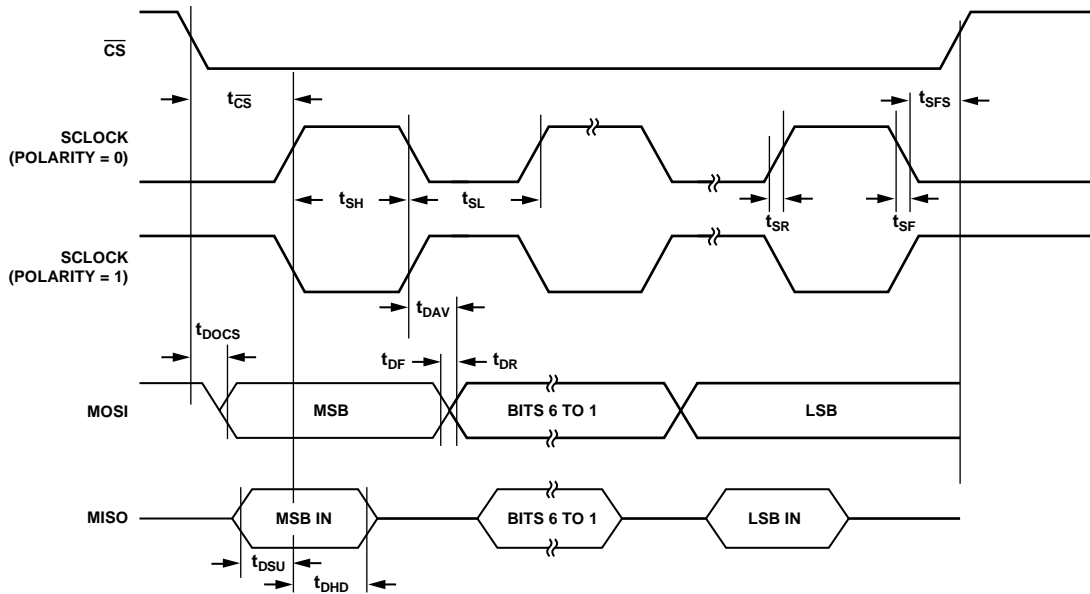 CS
tCS
tSFS
SCLOCK
(POLARITY = 0)
tSH
tSL
tSR
tSF
SCLOCK
(POLARITY = 1)
tDAV
tDOCS
tDF
tDR
MOSI
MSB
BITS 6 TO 1
LSB
MISO
MSB IN
BITS 6 TO 1
LSB IN
tDSU
tDHD